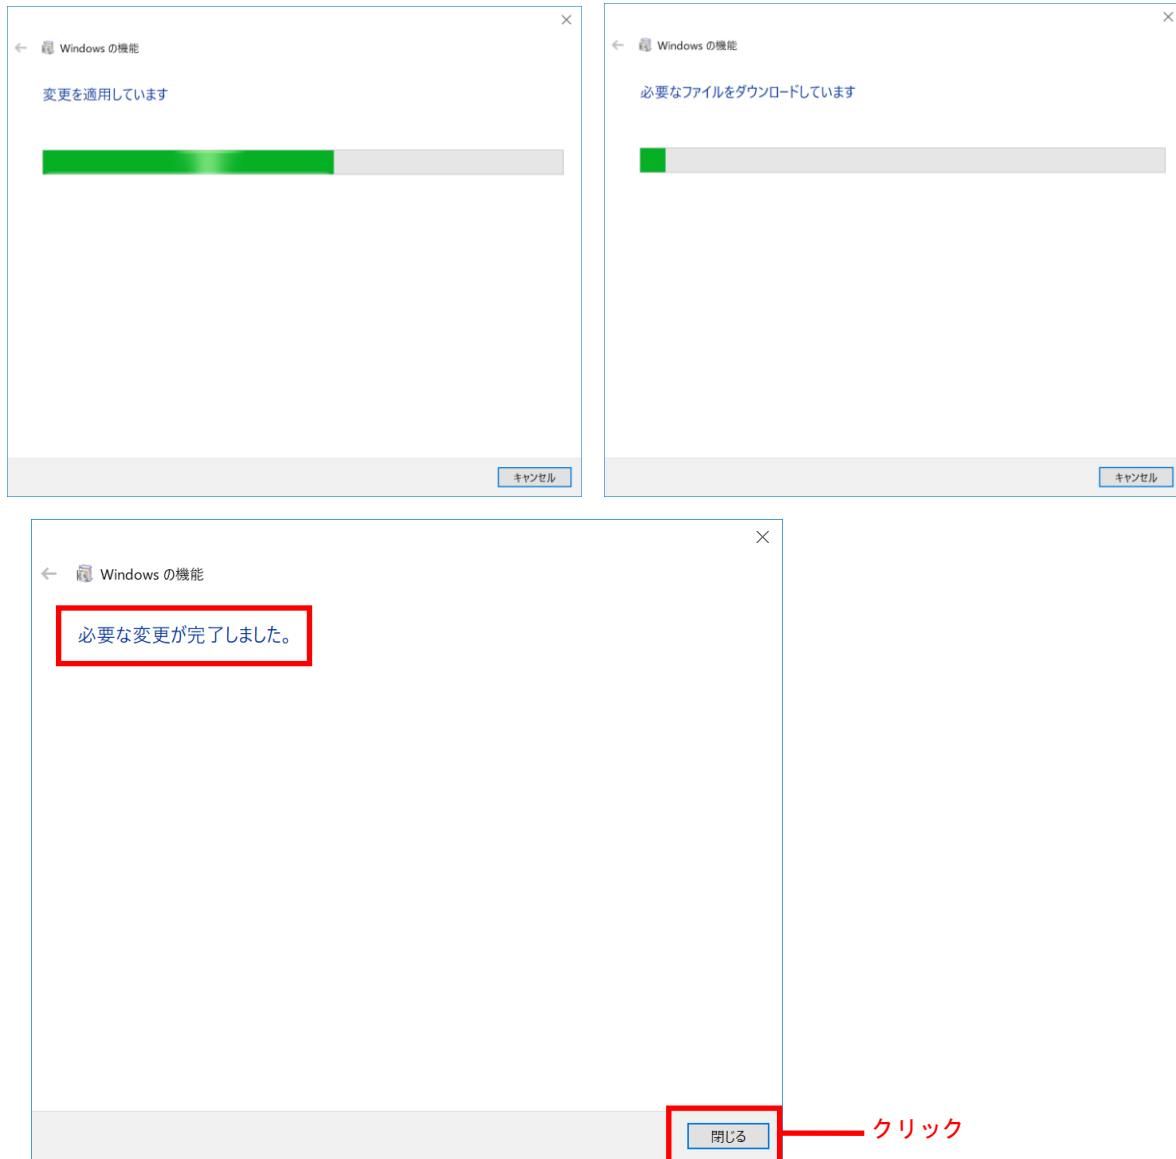 Windows の機能
変更を適用しています
キャンセル
Windows の機能
必要なファイルをダウンロードしています
キャンセル
Windows の機能
必要な変更が完了しました。
閉じる
クリック